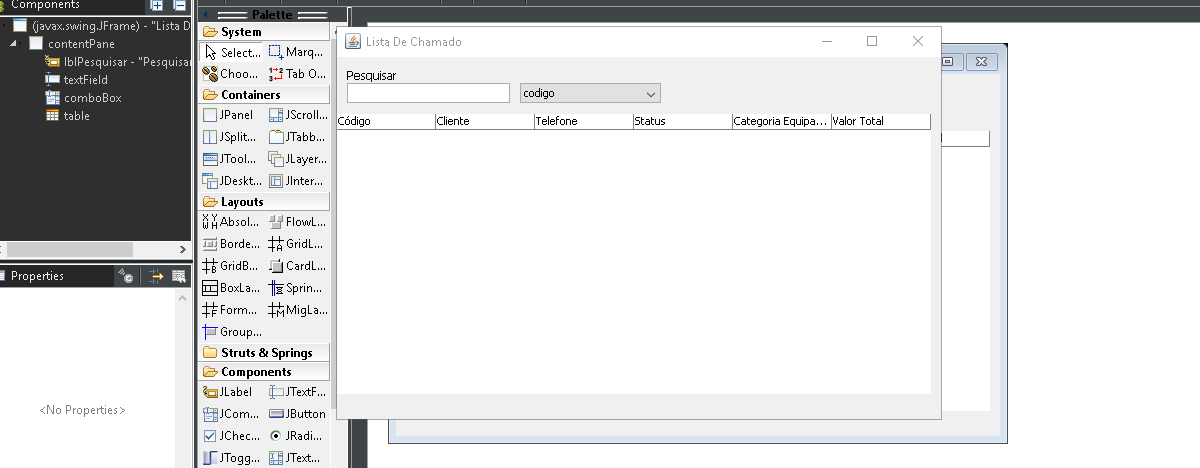 Components
(javax.swing.JFrame) - "Lista D
contentPane
lblPesquisar - "Pesquisar
textField
comboBox
table
Properties
<No Properties>
Palette
System
Select...
Marq...
Choo...
Tab O...
Containers
JPanel
JScroll...
JSplit...
JTabb...
JTool...
JLayer...
JDeskt...
JInter...
Layouts
Absol...
FlowL...
Borde...
GridL...
GridB...
CardL...
BoxLa...
Sprin...
Form...
MigLa...
Group...
Struts & Springs
Components
JLabel
JTextF...
JCom...
JButton
JChec...
JRadi...
JTogg...
JText...
Lista De Chamado
Pesquisar
codigo
Código
Cliente
Telefone
Status
Categoria Equipa...
Valor Total